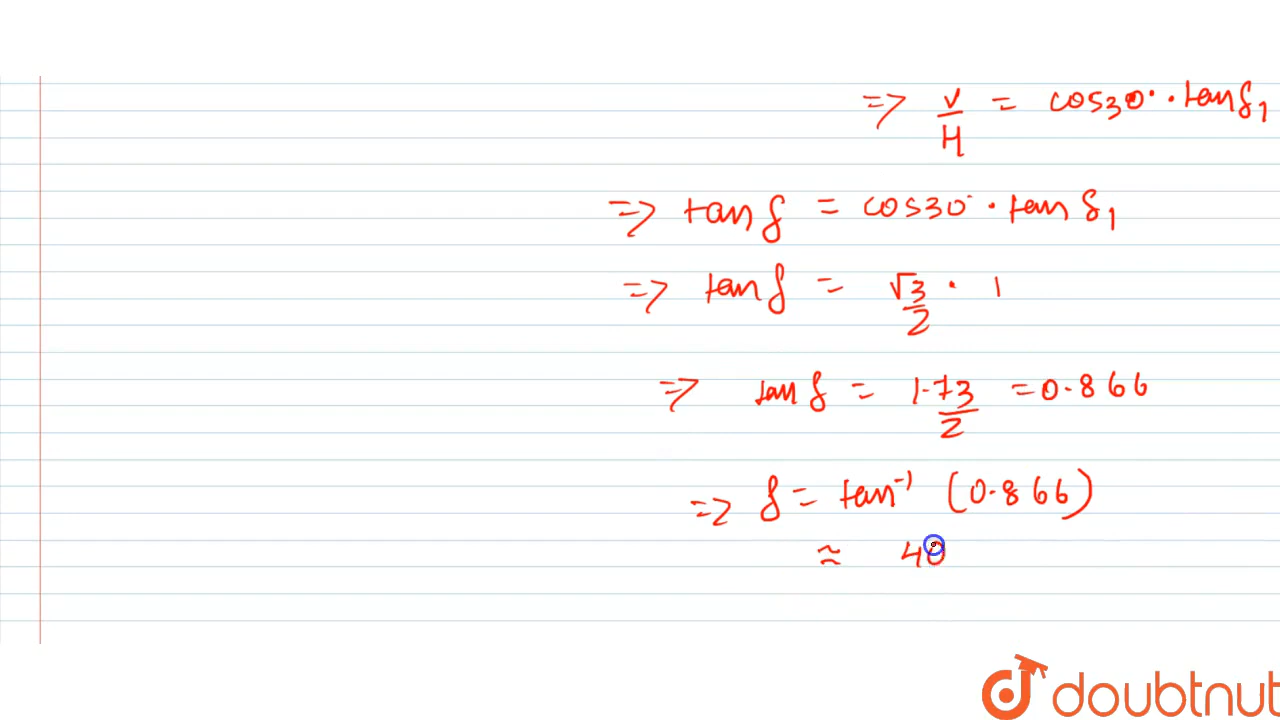 => V/H = cos30° · tanδ₁
=> tanδ = cos30° · tanδ₁
=> tanδ = √3/2 · 1
=> tanδ = 1.73/2 = 0.866
=> δ = tan⁻¹ (0.866)
≈ 40
doubtnut